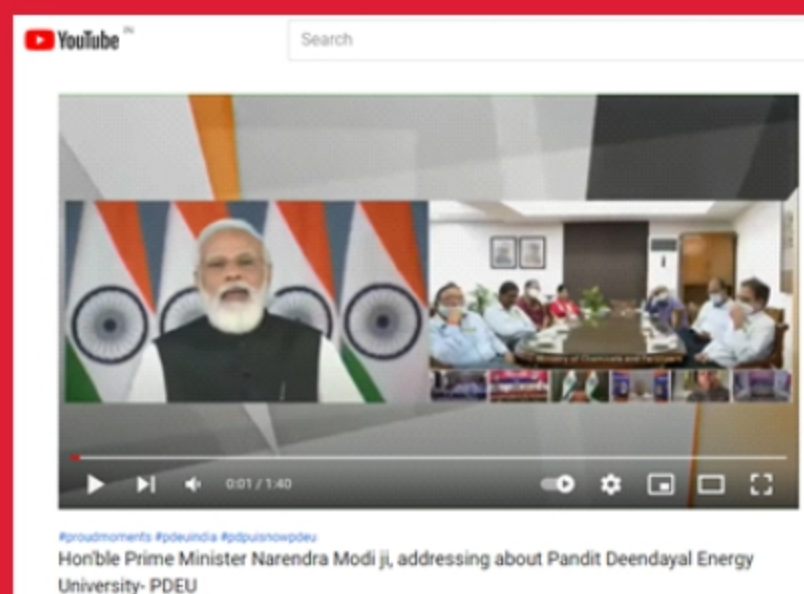 YouTube IN
Search
Ministry of Chemicals and Fertilizers
0:01 / 1:40
#proudmoments #pdeuindia #pdpuisnowpdeu
Hon'ble Prime Minister Narendra Modi ji, addressing about Pandit Deendayal Energy
University- PDEU